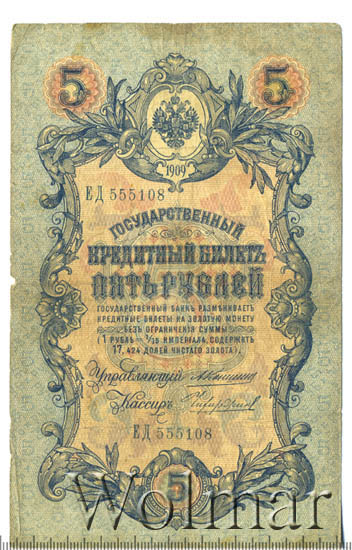 5 5
1909
ЕД 555108
ГОСУДАРСТВЕННЫЙ
КРЕДИТНЫЙ БИЛЕТЪ
ПЯТЬ РУБЛЕЙ
ГОСУДАРСТВЕННЫЙ БАНКЪ РАЗМѢНИВАЕТЪ
КРЕДИТНЫЕ БИЛЕТЫ НА ЗОЛОТУЮ МОНЕТУ
БЕЗЪ ОГРАНИЧЕНІЯ СУММЫ
(1 РУБЛЬ = 1/15 ИМПЕРІАЛА, СОДЕРЖИТЪ
17,424 ДОЛЕЙ ЧИСТАГО ЗОЛОТА).
Управляющій
Кассиръ
ЕД 555108
5
Wolmar